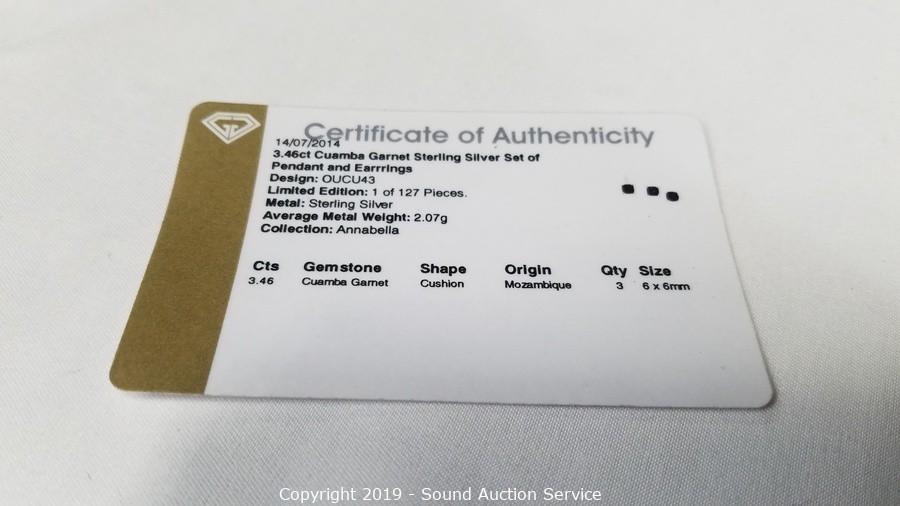 Certificate of Authenticity
14/07/2014
3.46ct Cuamba Garnet Sterling Silver Set of
Pendant and Earrrings
Design: OUCU43
Limited Edition: 1 of 127 Pieces.
Metal: Sterling Silver
Average Metal Weight: 2.07g
Collection: Annabella
Cts Gemstone Shape Origin Qty Size
3.46 Cuamba Garnet Cushion Mozambique 3 6 x 6mm
Copyright 2019 - Sound Auction Service